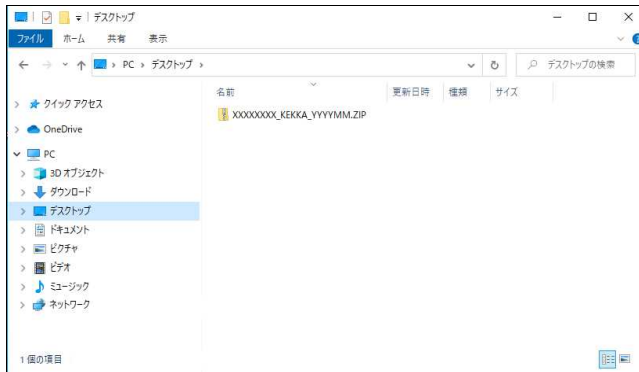 デスクトップ
ファイル ホーム 共有 表示
PC デスクトップ デスクトップの検索
名前 更新日時 種類 サイズ
クイック アクセス
XXXXXXXX_KEKKA_YYYYMM.ZIP
OneDrive
PC
3D オブジェクト
ダウンロード
デスクトップ
ドキュメント
ピクチャ
ビデオ
ミュージック
ネットワーク
1 個の項目